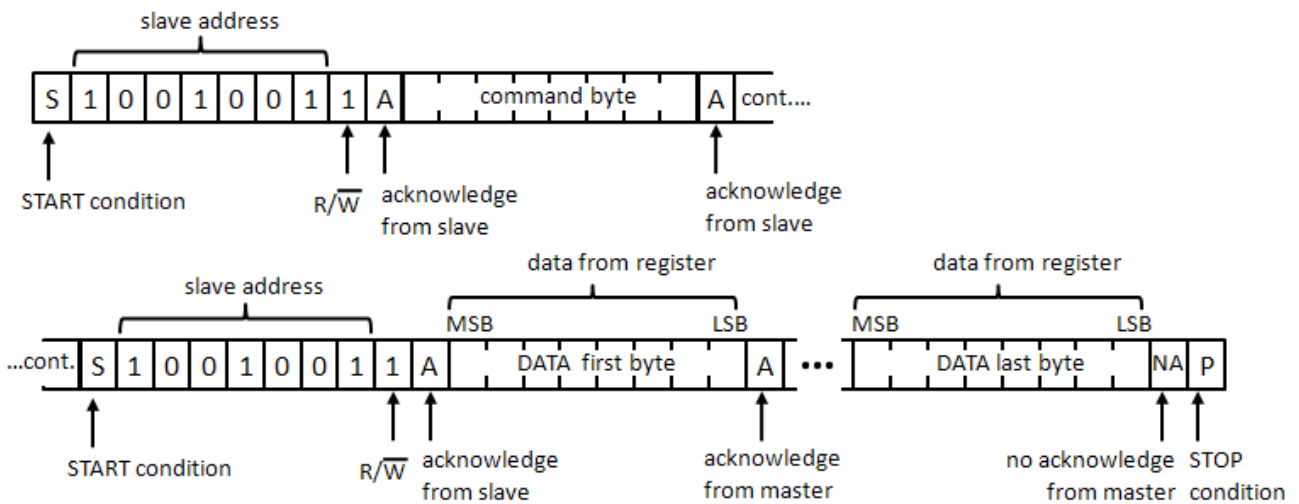 slave address
S 1 0 0 1 0 0 1 1 A command byte A cont....
START condition R/W̅ acknowledge from slave acknowledge from slave
data from register data from register
slave address
MSB LSB MSB LSB
...cont. S 1 0 0 1 0 0 1 1 A DATA first byte A ••• DATA last byte NA P
START condition R/W̅ acknowledge from slave acknowledge from master no acknowledge from master STOP condition